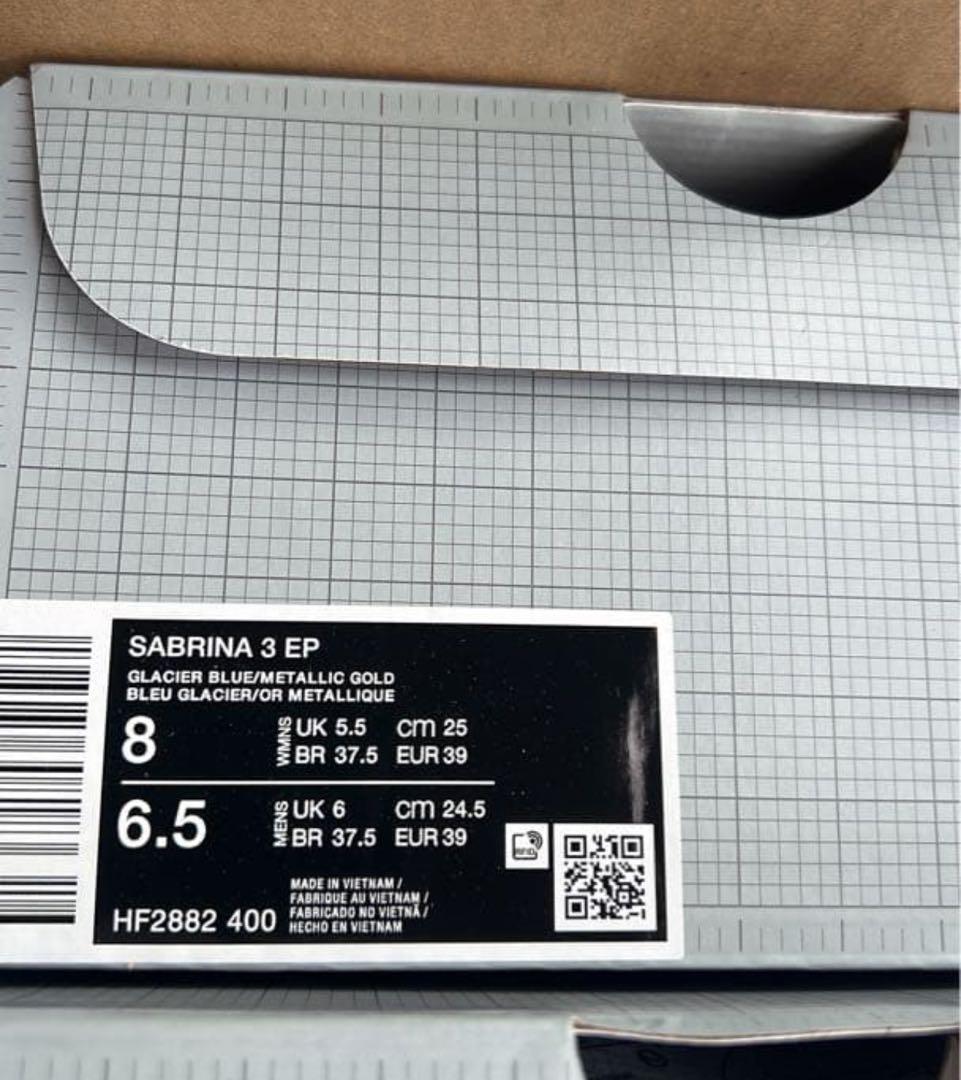 SABRINA 3 EP
GLACIER BLUE/METALLIC GOLD
BLEU GLACIER/OR METALLIQUE
8 WMNS UK 5.5 cm 25
BR 37.5 EUR 39
6.5 MENS UK 6 cm 24.5
BR 37.5 EUR 39
RFID
HF2882 400
MADE IN VIETNAM /
FABRIQUE AU VIETNAM /
FABRICADO NO VIETNÃ /
HECHO EN VIETNAM